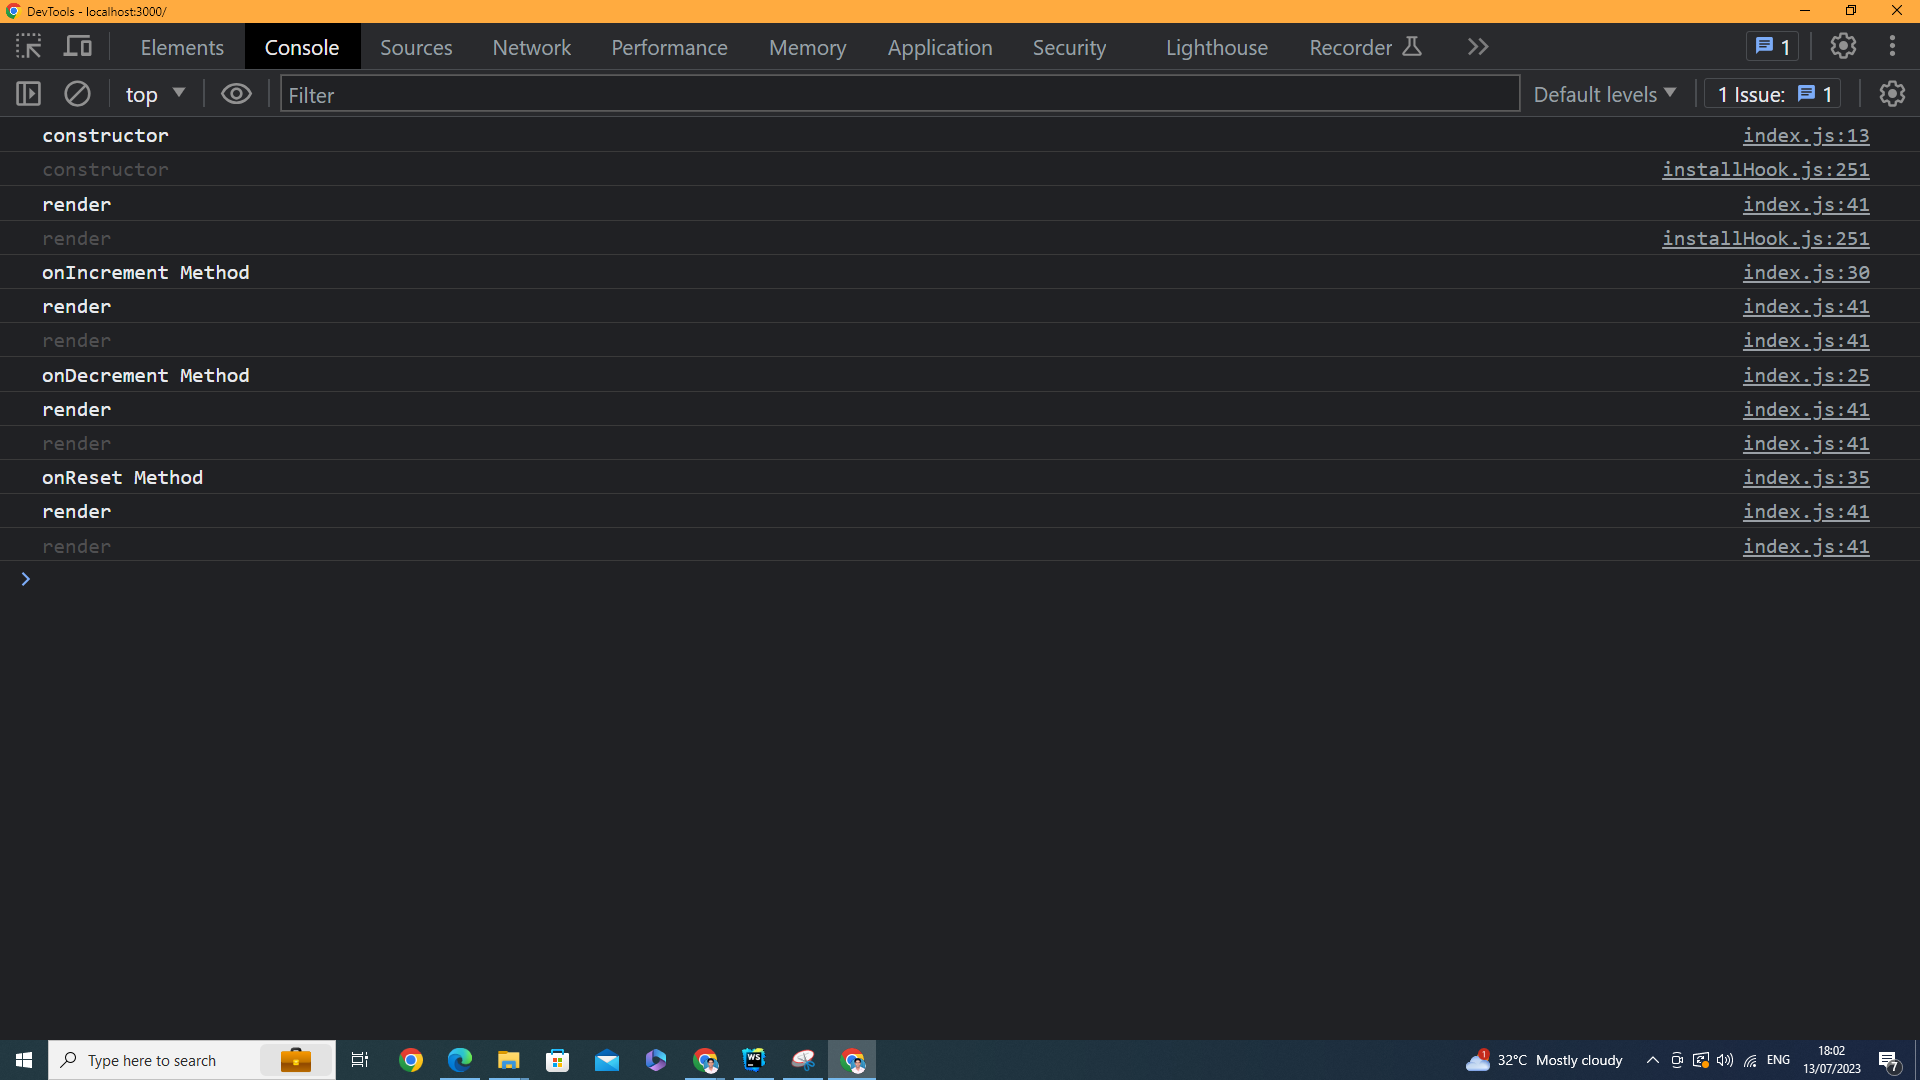 DevTools - localhost:3000/
Elements Console Sources Network Performance Memory Application Security Lighthouse Recorder 1
top Filter Default levels 1 Issue: 1
constructor index.js:13
constructor installHook.js:251
render index.js:41
render installHook.js:251
onIncrement Method index.js:30
render index.js:41
render index.js:41
onDecrement Method index.js:25
render index.js:41
render index.js:41
onReset Method index.js:35
render index.js:41
render index.js:41
Type here to search WS 1 32°C Mostly cloudy ENG 18:02
13/07/2023 7